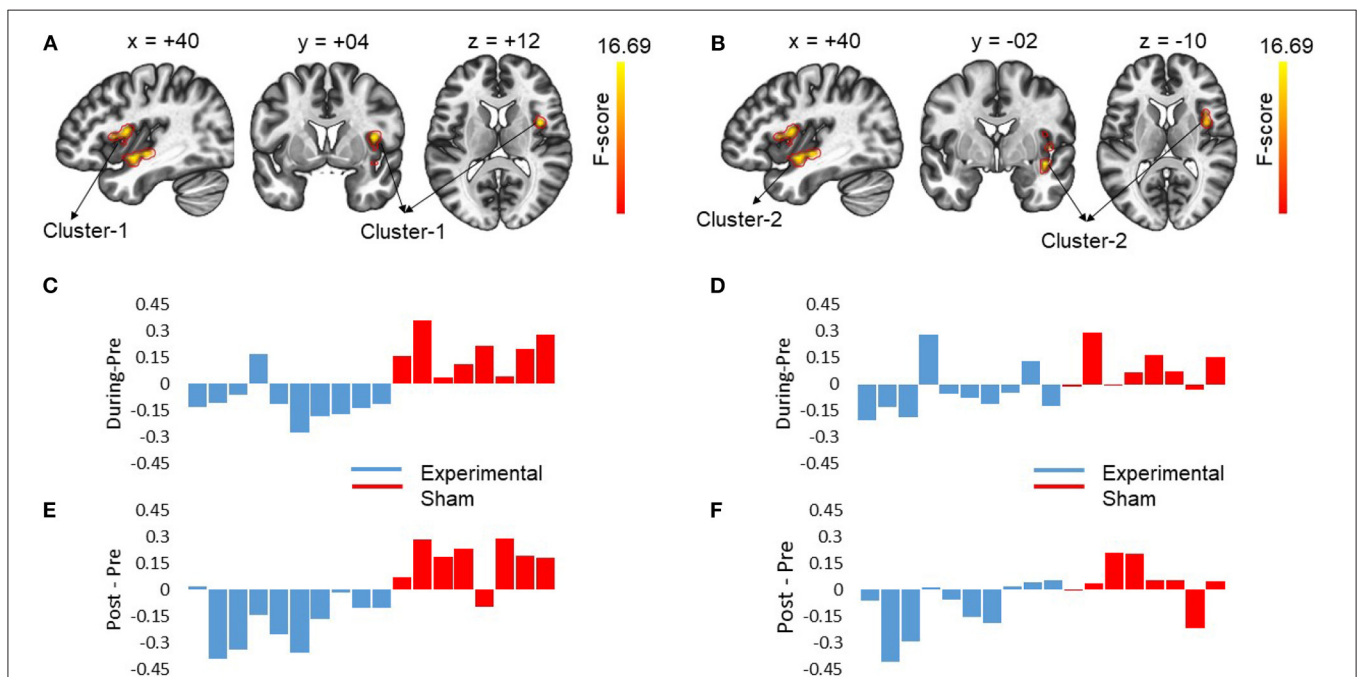 A x = +40 y = +04 z = +12 16.69
F-score
Cluster-1
Cluster-1
B x = +40 y = -02 z = -10 16.69
F-score
Cluster-2
Cluster-2
C
During-Pre
0.45
0.3
0.15
0
-0.15
-0.3
-0.45
D
During-Pre
0.45
0.3
0.15
0
-0.15
-0.3
-0.45
Experimental
Sham
Experimental
Sham
E
Post - Pre
0.45
0.3
0.15
0
-0.15
-0.3
-0.45
F
Post - Pre
0.45
0.3
0.15
0
-0.15
-0.3
-0.45